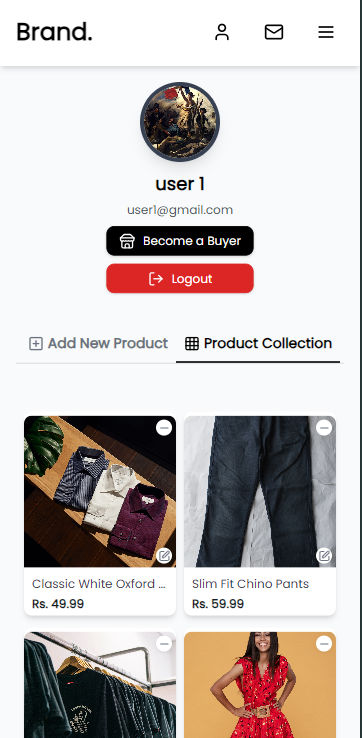 Brand.
user 1
user1@gmail.com
Become a Buyer
Logout
Add New Product
Product Collection
Classic White Oxford ...
Slim Fit Chino Pants
Rs. 49.99
Rs. 59.99